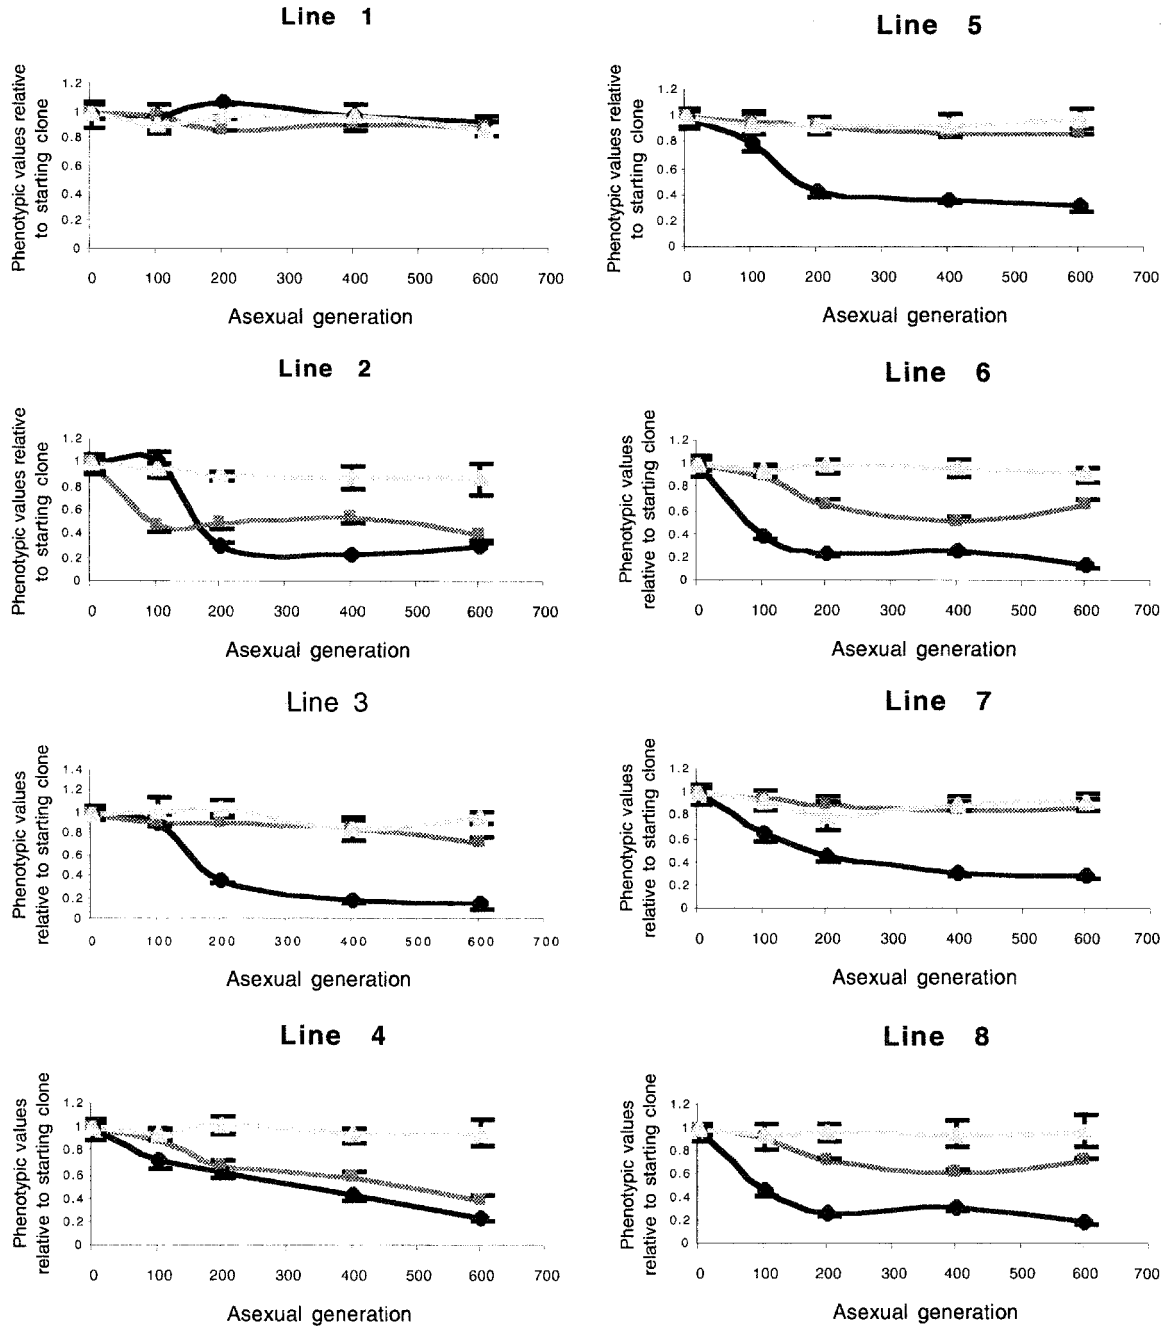 Line 1
Phenotypic values relative
to starting clone
1.2
1
0.8
0.6
0.4
0.2
0
0 100 200 300 400 500 600 700
Asexual generation
Line 5
Phenotypic values relative
to starting clone
1.2
1
0.8
0.6
0.4
0.2
0
0 100 200 300 400 500 600 700
Asexual generation
Line 2
Phenotypic values relative
to starting clone
1.2
1
0.8
0.6
0.4
0.2
0
0 100 200 300 400 500 600 700
Asexual generation
Line 6
Phenotypic values
relative to starting clone
1.2
1
0.8
0.6
0.4
0.2
0
0 100 200 300 400 500 600 700
Asexual generation
Line 3
Phenotypic values
relative to starting clone
1.4
1.2
1
0.8
0.6
0.4
0.2
0
0 100 200 300 400 500 600 700
Asexual generation
Line 7
Phenotypic values
relative to starting clone
1.2
1
0.8
0.6
0.4
0.2
0
0 100 200 300 400 500 600 700
Asexual generation
Line 4
Phenotypic values
relative to starting clone
1.2
1
0.8
0.6
0.4
0.2
0
0 100 200 300 400 500 600 700
Asexual generation
Line 8
Phenotypic values
relative to starting clone
1.2
1
0.8
0.6
0.4
0.2
0
0 100 200 300 400 500 600 700
Asexual generation